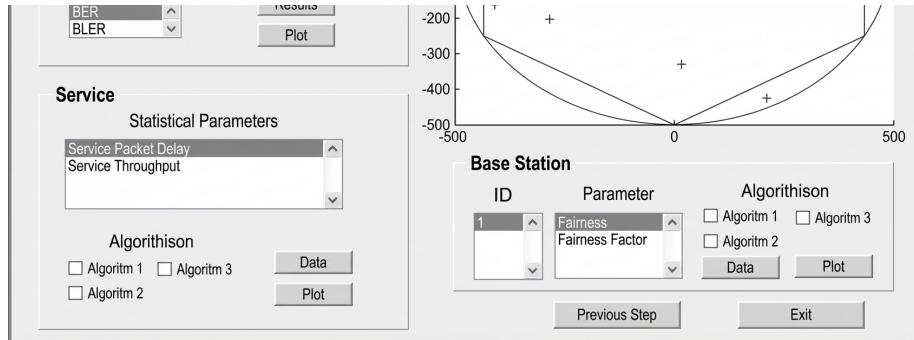 BER
BLER
Results
Plot
-200
-300
-400
-500
-500
0
500
Service
Statistical Parameters
Service Packet Delay
Service Throughput
Algorithison
Algoritm 1
Algoritm 3
Algoritm 2
Data
Plot
Base Station
ID
1
Parameter
Fairness
Fairness Factor
Algorithison
Algoritm 1
Algoritm 3
Algoritm 2
Data
Plot
Previous Step
Exit